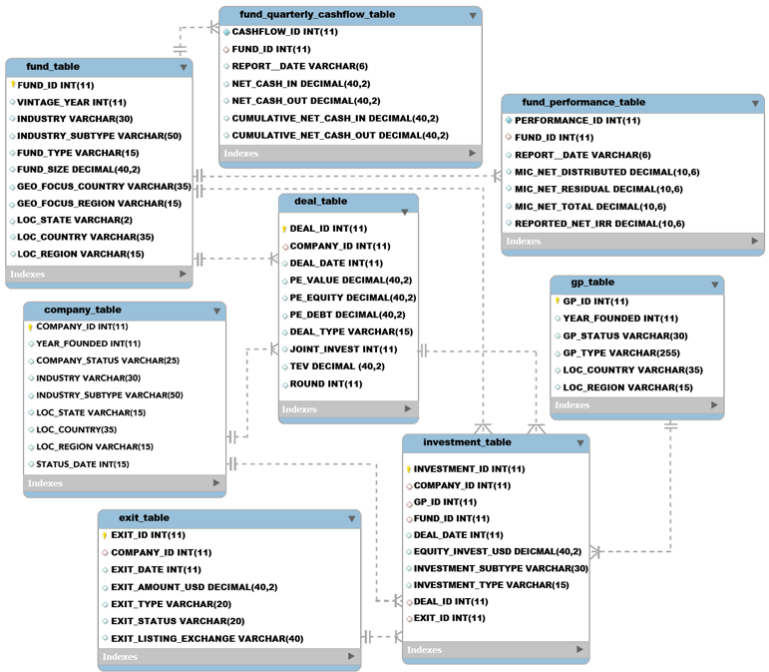 fund_quarterly_cashflow_table
CASHFLOW_ID INT(11)
FUND_ID INT(11)
REPORT__DATE VARCHAR(6)
NET_CASH_IN DECIMAL(40,2)
NET_CASH_OUT DECIMAL(40,2)
CUMULATIVE_NET_CASH_IN DECIMAL(40,2)
CUMULATIVE_NET_CASH_OUT DECIMAL(40,2)
Indexes
fund_table
FUND_ID INT(11)
VINTAGE_YEAR INT(11)
INDUSTRY VARCHAR(30)
INDUSTRY_SUBTYPE VARCHAR(50)
FUND_TYPE VARCHAR(15)
FUND_SIZE DECIMAL(40,2)
GEO_FOCUS_COUNTRY VARCHAR(35)
GEO_FOCUS_REGION VARCHAR(15)
LOC_STATE VARCHAR(2)
LOC_COUNTRY VARCHAR(35)
LOC_REGION VARCHAR(15)
Indexes
fund_performance_table
PERFORMANCE_ID INT(11)
FUND_ID INT(11)
REPORT__DATE VARCHAR(6)
MIC_NET_DISTRIBUTED DECIMAL(10,6)
MIC_NET_RESIDUAL DECIMAL(10,6)
MIC_NET_TOTAL DECIMAL(10,6)
REPORTED_NET_IRR DECIMAL(10,6)
Indexes
deal_table
DEAL_ID INT(11)
COMPANY_ID INT(11)
DEAL_DATE INT(11)
PE_VALUE DECIMAL(40,2)
PE_EQUITY DECIMAL(40,2)
PE_DEBT DECIMAL(40,2)
DEAL_TYPE VARCHAR(15)
JOINT_INVEST INT(11)
TEV DECIMAL (40,2)
ROUND INT(11)
Indexes
gp_table
GP_ID INT(11)
YEAR_FOUNDED INT(11)
GP_STATUS VARCHAR(30)
GP_TYPE VARCHAR(255)
LOC_COUNTRY VARCHAR(35)
LOC_REGION VARCHAR(15)
Indexes
company_table
COMPANY_ID INT(11)
YEAR_FOUNDED INT(11)
COMPANY_STATUS VARCHAR(25)
INDUSTRY VARCHAR(30)
INDUSTRY_SUBTYPE VARCHAR(50)
LOC_STATE VARCHAR(15)
LOC_COUNTRY(35)
LOC_REGION VARCHAR(15)
STATUS_DATE INT(15)
Indexes
investment_table
INVESTMENT_ID INT(11)
COMPANY_ID INT(11)
GP_ID INT(11)
FUND_ID INT(11)
DEAL_DATE INT(11)
EQUITY_INVEST_USD DEICMAL(40,2)
INVESTMENT_SUBTYPE VARCHAR(30)
INVESTMENT_TYPE VARCHAR(15)
DEAL_ID INT(11)
EXIT_ID INT(11)
Indexes
exit_table
EXIT_ID INT(11)
COMPANY_ID INT(11)
EXIT_DATE INT(11)
EXIT_AMOUNT_USD DECIMAL(40,2)
EXIT_TYPE VARCHAR(20)
EXIT_STATUS VARCHAR(20)
EXIT_LISTING_EXCHANGE VARCHAR(40)
Indexes